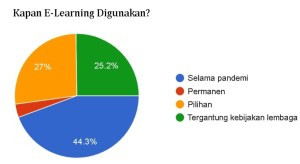 Kapan E-Learning Digunakan?
27%
25.2%
44.3%
Selama pandemi
Permanen
Pilihan
Tergantung kebijakan lembaga